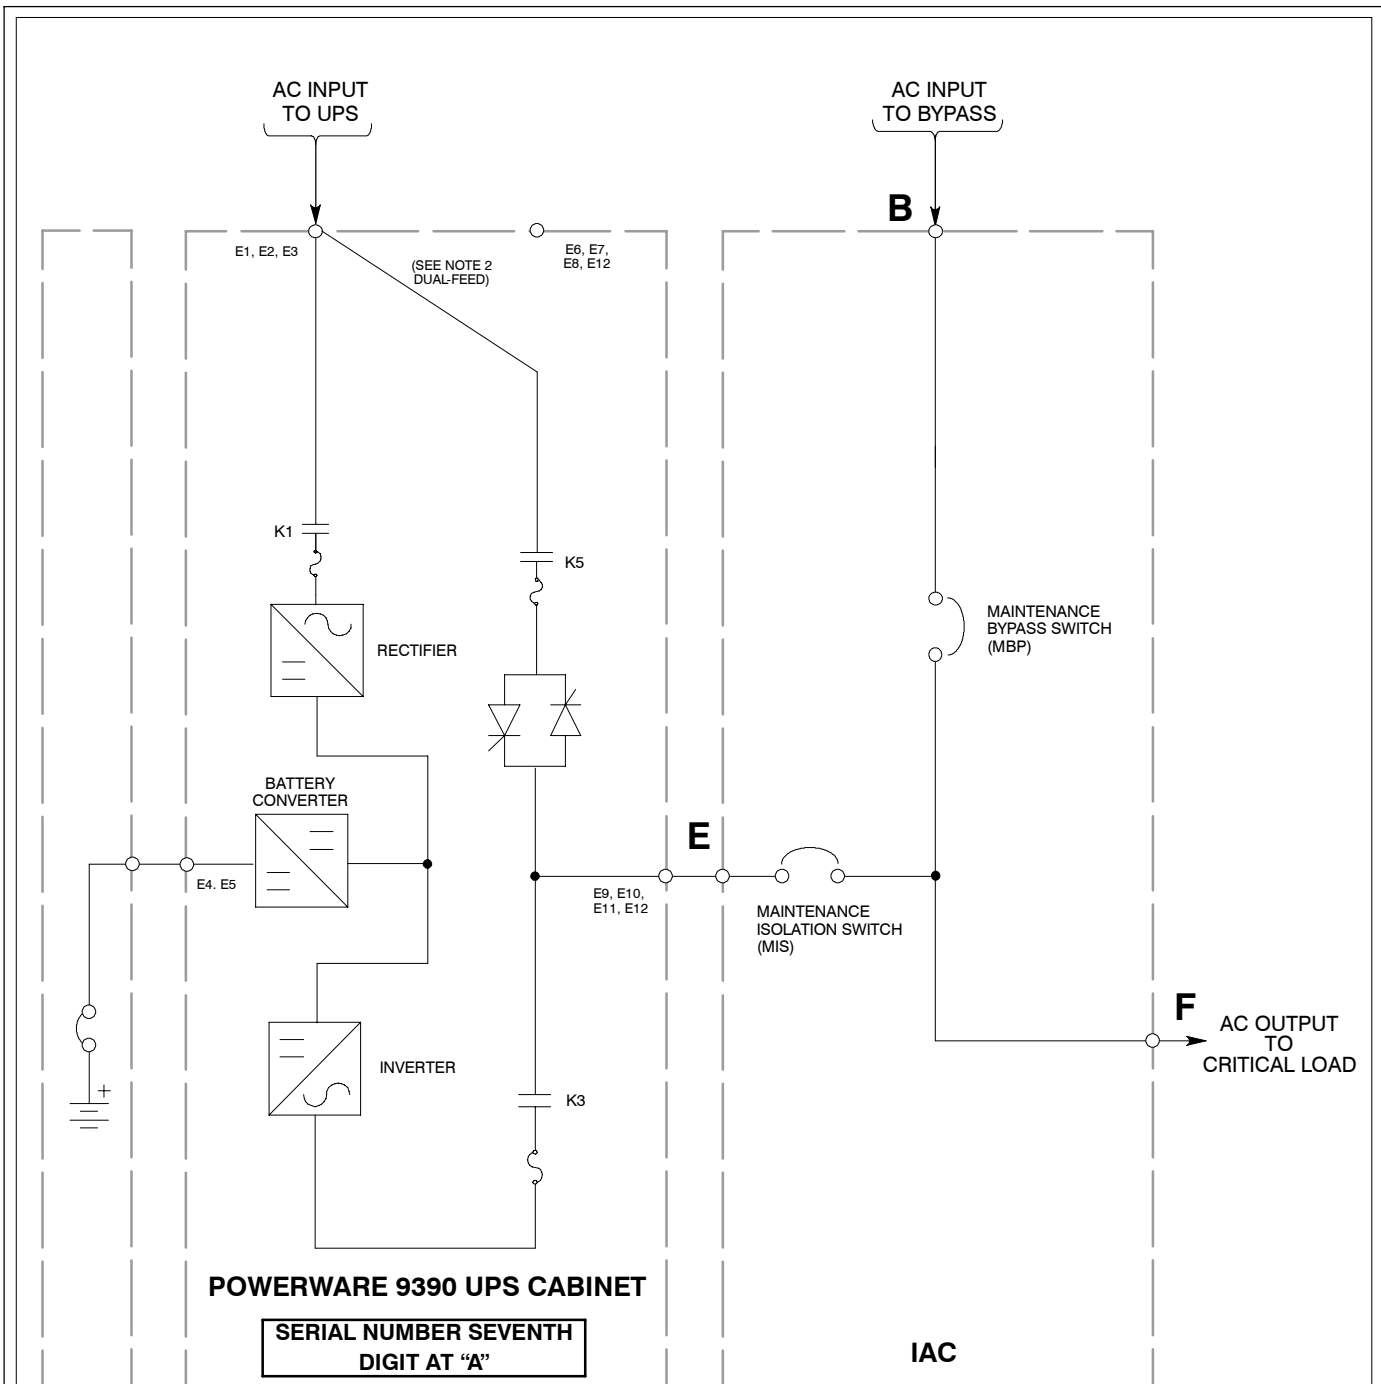 AC INPUT
TO UPS
AC INPUT
TO BYPASS
B
E1, E2, E3
(SEE NOTE 2
DUAL-FEED)
E6, E7,
E8, E12
K1
K5
RECTIFIER
MAINTENANCE
BYPASS SWITCH
(MBP)
BATTERY
CONVERTER
E4. E5
E
E9, E10,
E11, E12
MAINTENANCE
ISOLATION SWITCH
(MIS)
F
AC OUTPUT
TO
CRITICAL LOAD
INVERTER
+
K3
POWERWARE 9390 UPS CABINET
SERIAL NUMBER SEVENTH
DIGIT AT “A”
IAC